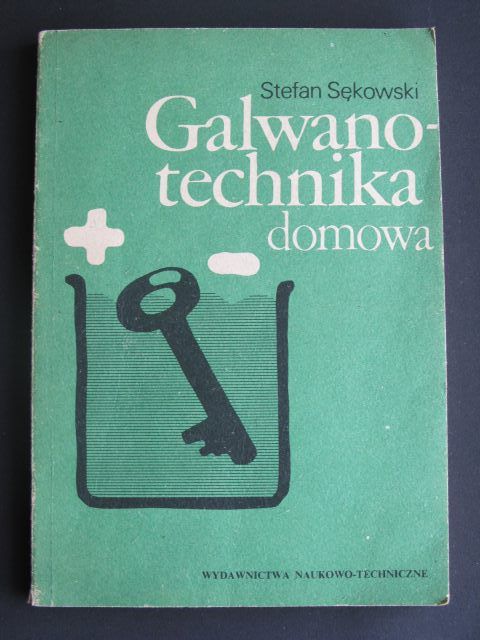 Stefan Sękowski
Galwano-
technika
domowa
+
-
WYDAWNICTWA NAUKOWO-TECHNICZNE